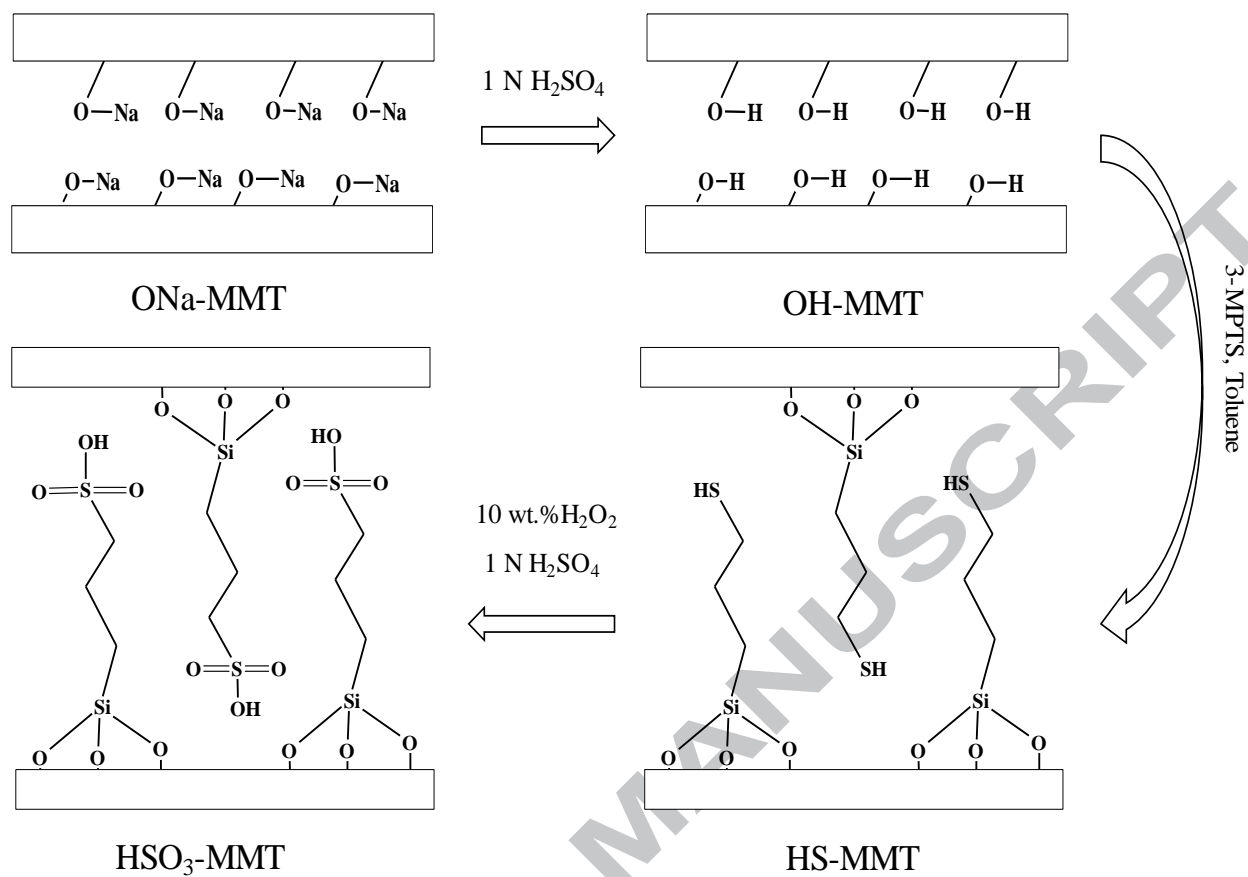 O-Na O-Na O-Na O-Na
O-Na O-Na O-Na O-Na
ONa-MMT
1 N H₂SO₄
O-H O-H O-H O-H
O-H O-H O-H O-H
OH-MMT
3-MPTS, Toluene
O O O
Si
HS
HS
SH
Si Si
O O O O O O
HS-MMT
10 wt.%H₂O₂
1 N H₂SO₄
O O O
Si
OH HO
O=S=O O=S=O
O=S=O
OH
Si Si
O O O O O O
HSO₃-MMT
MANUSCRIPT